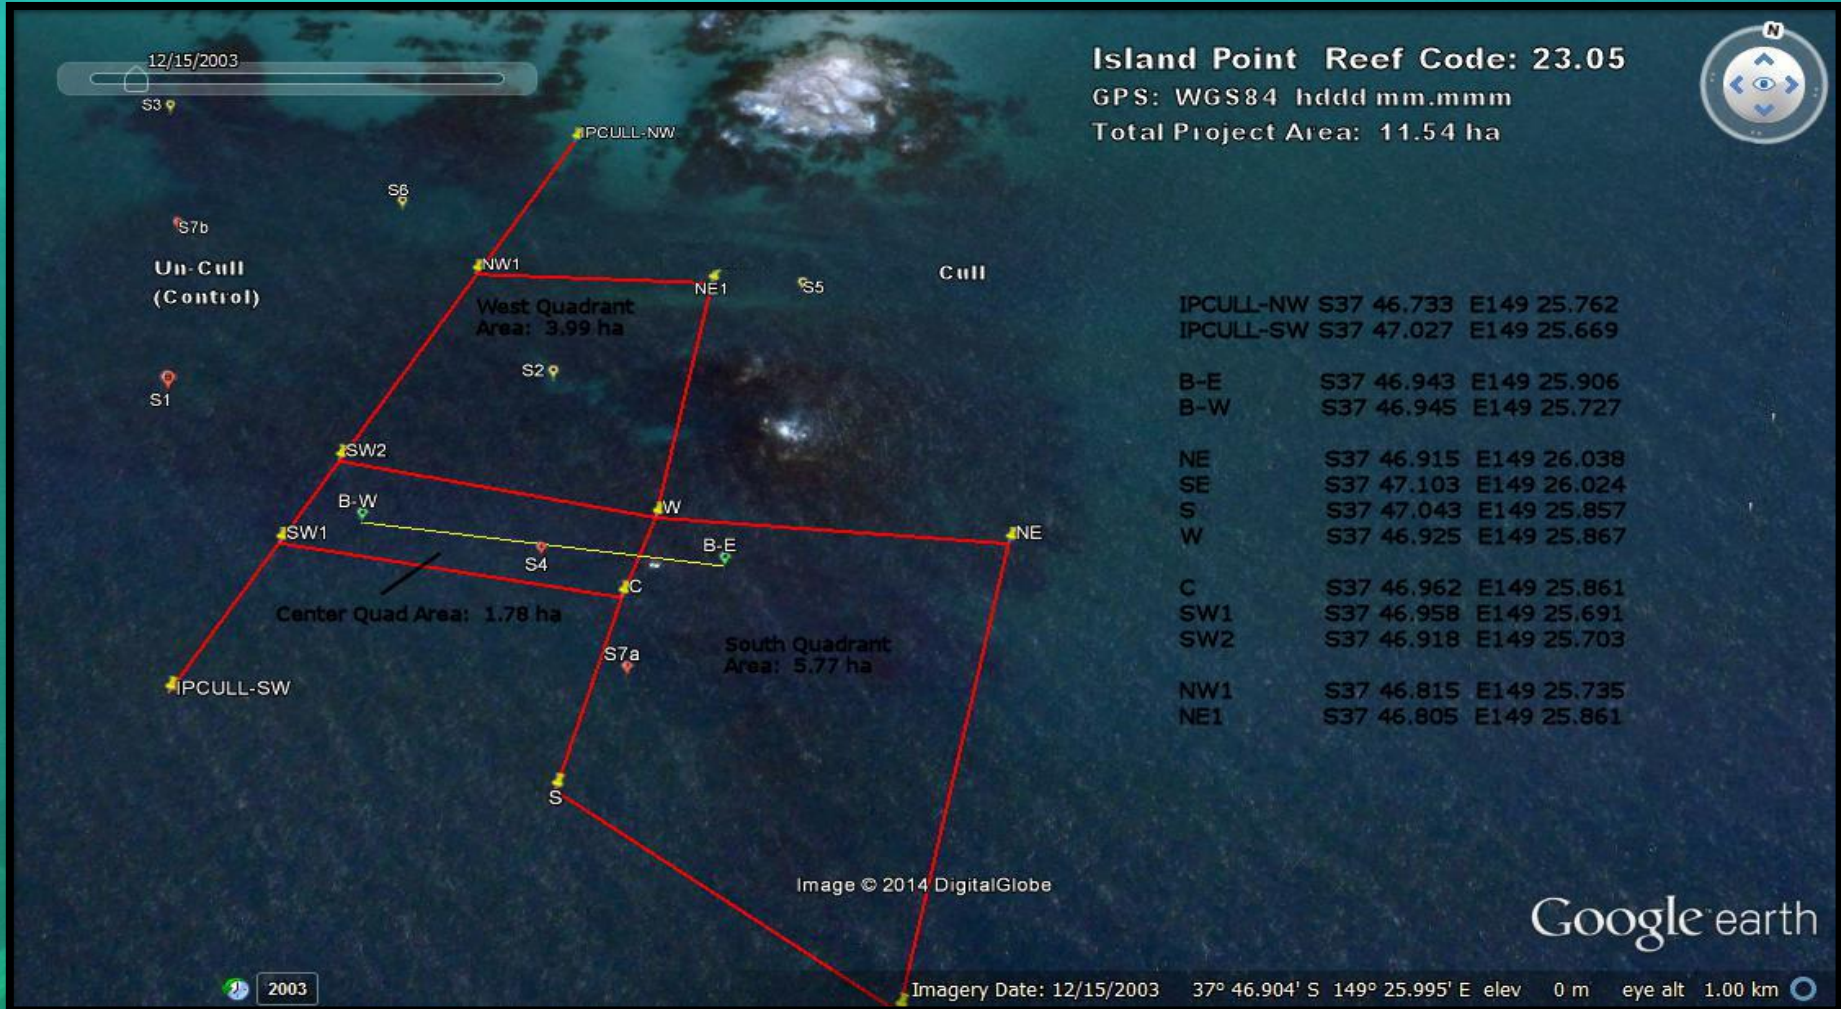 12/15/2003
Island Point Reef Code: 23.05
GPS: WGS84 hddd mm.mmm
Total Project Area: 11.54 ha
N
S3
IPCULL-NW
S6
S7b
Un-Cull
(Control)
NW1
NE1
S5
Cull
West Quadrant
Area: 3.99 ha
S2
S1
SW2
B-W
W
SW1
S4
B-E
NE
C
Center Quad Area: 1.78 ha
S7a
South Quadrant
Area: 5.77 ha
IPCULL-SW
S
IPCULL-NW S37 46.733 E149 25.762
IPCULL-SW S37 47.027 E149 25.669
B-E S37 46.943 E149 25.906
B-W S37 46.945 E149 25.727
NE S37 46.915 E149 26.038
SE S37 47.103 E149 26.024
S S37 47.043 E149 25.857
W S37 46.925 E149 25.867
C S37 46.962 E149 25.861
SW1 S37 46.958 E149 25.691
SW2 S37 46.918 E149 25.703
NW1 S37 46.815 E149 25.735
NE1 S37 46.805 E149 25.861
Image © 2014 DigitalGlobe
Google earth
2003
Imagery Date: 12/15/2003 37° 46.904' S 149° 25.995' E elev 0 m eye alt 1.00 km